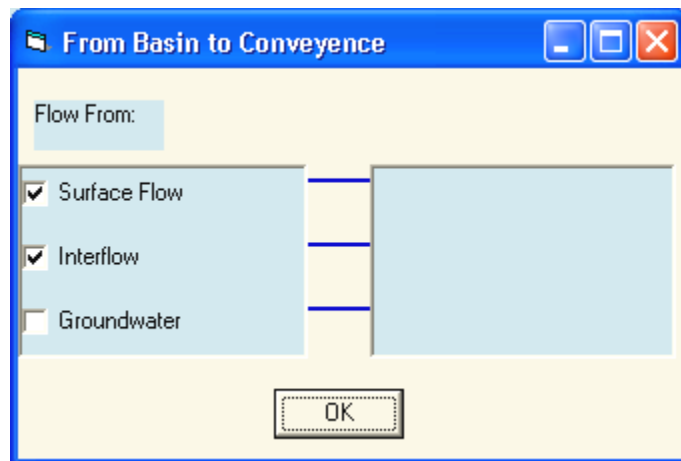 From Basin to Conveyence
Flow From:
Surface Flow
Interflow
Groundwater
OK